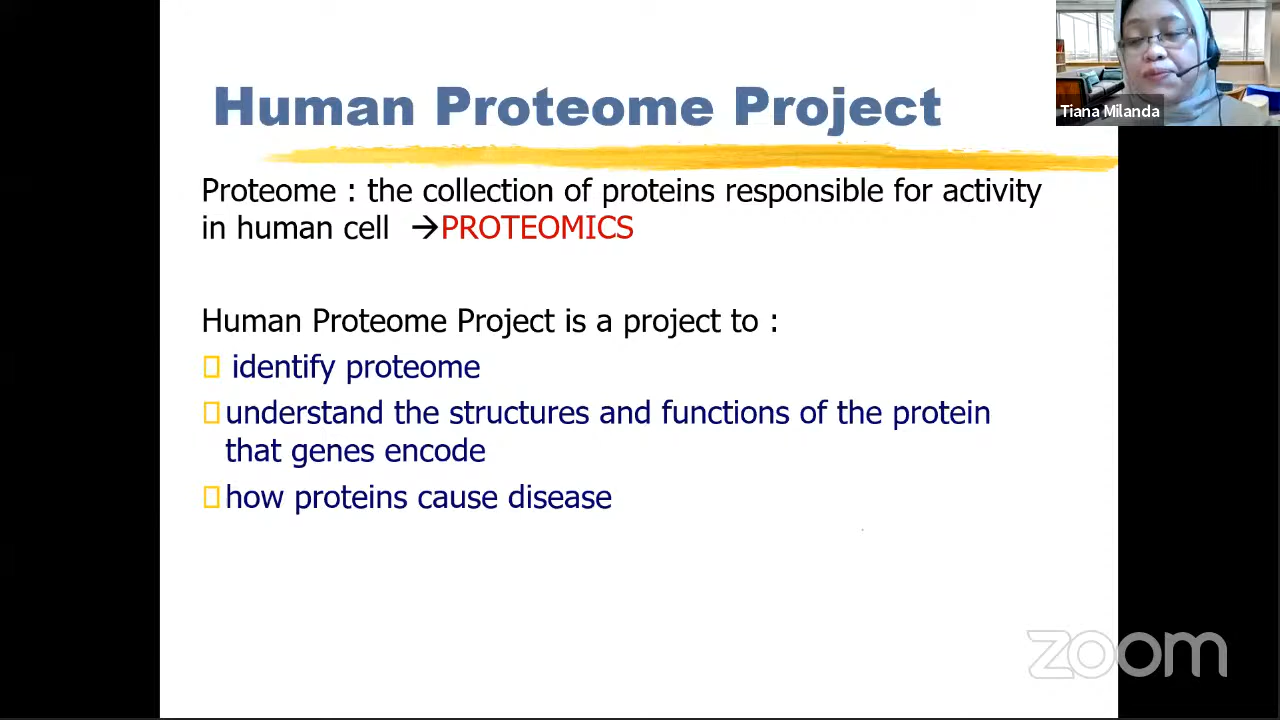 Human Proteome Project
Tiana Milanda
Proteome : the collection of proteins responsible for activity
in human cell →PROTEOMICS
Human Proteome Project is a project to :
identify proteome
understand the structures and functions of the protein
that genes encode
how proteins cause disease
zoom